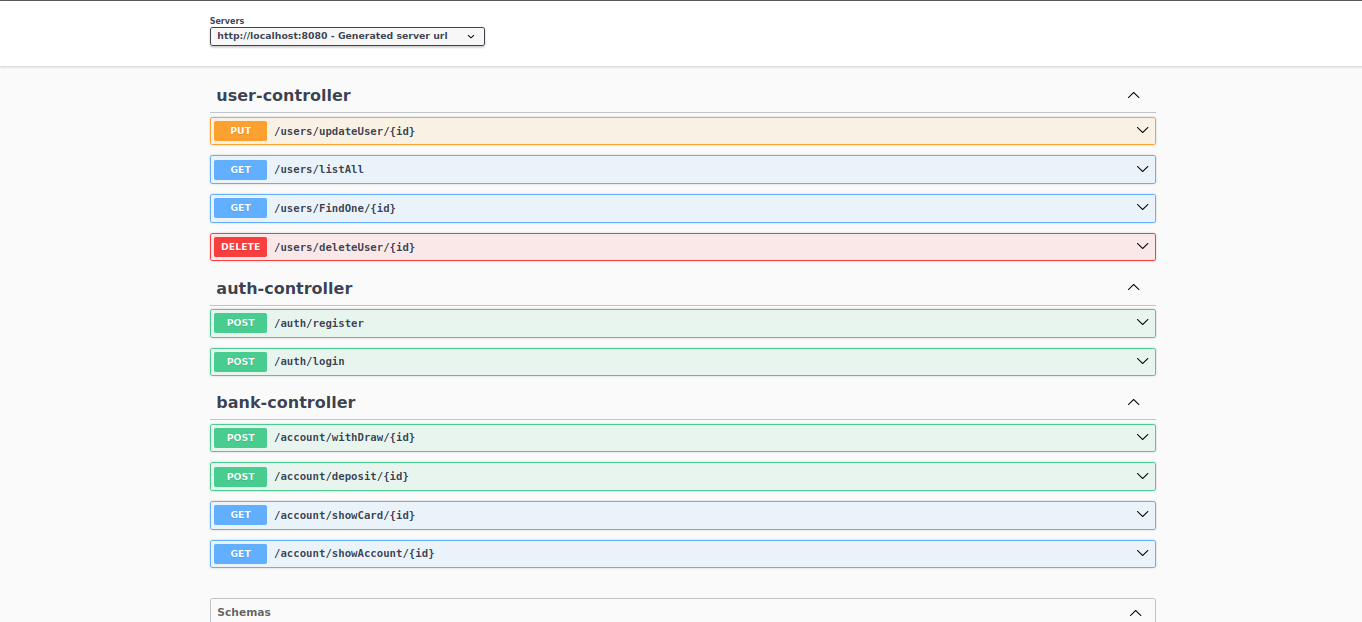 Servers
http://localhost:8080 - Generated server url
user-controller
PUT /users/updateUser/{id}
GET /users/listAll
GET /users/FindOne/{id}
DELETE /users/deleteUser/{id}
auth-controller
POST /auth/register
POST /auth/login
bank-controller
POST /account/withDraw/{id}
POST /account/deposit/{id}
GET /account/showCard/{id}
GET /account/showAccount/{id}
Schemas